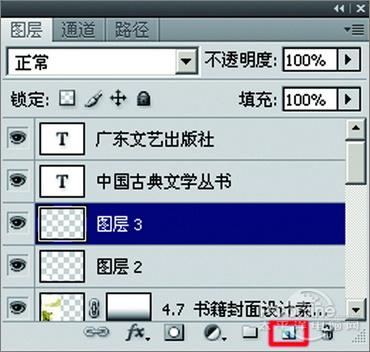 图层 通道 路径
正常 不透明度: 100%
锁定: 填充: 100%
T 广东文艺出版社
T 中国古典文学丛书
图层 3
图层 2
4.7 书籍封面设计素
fx